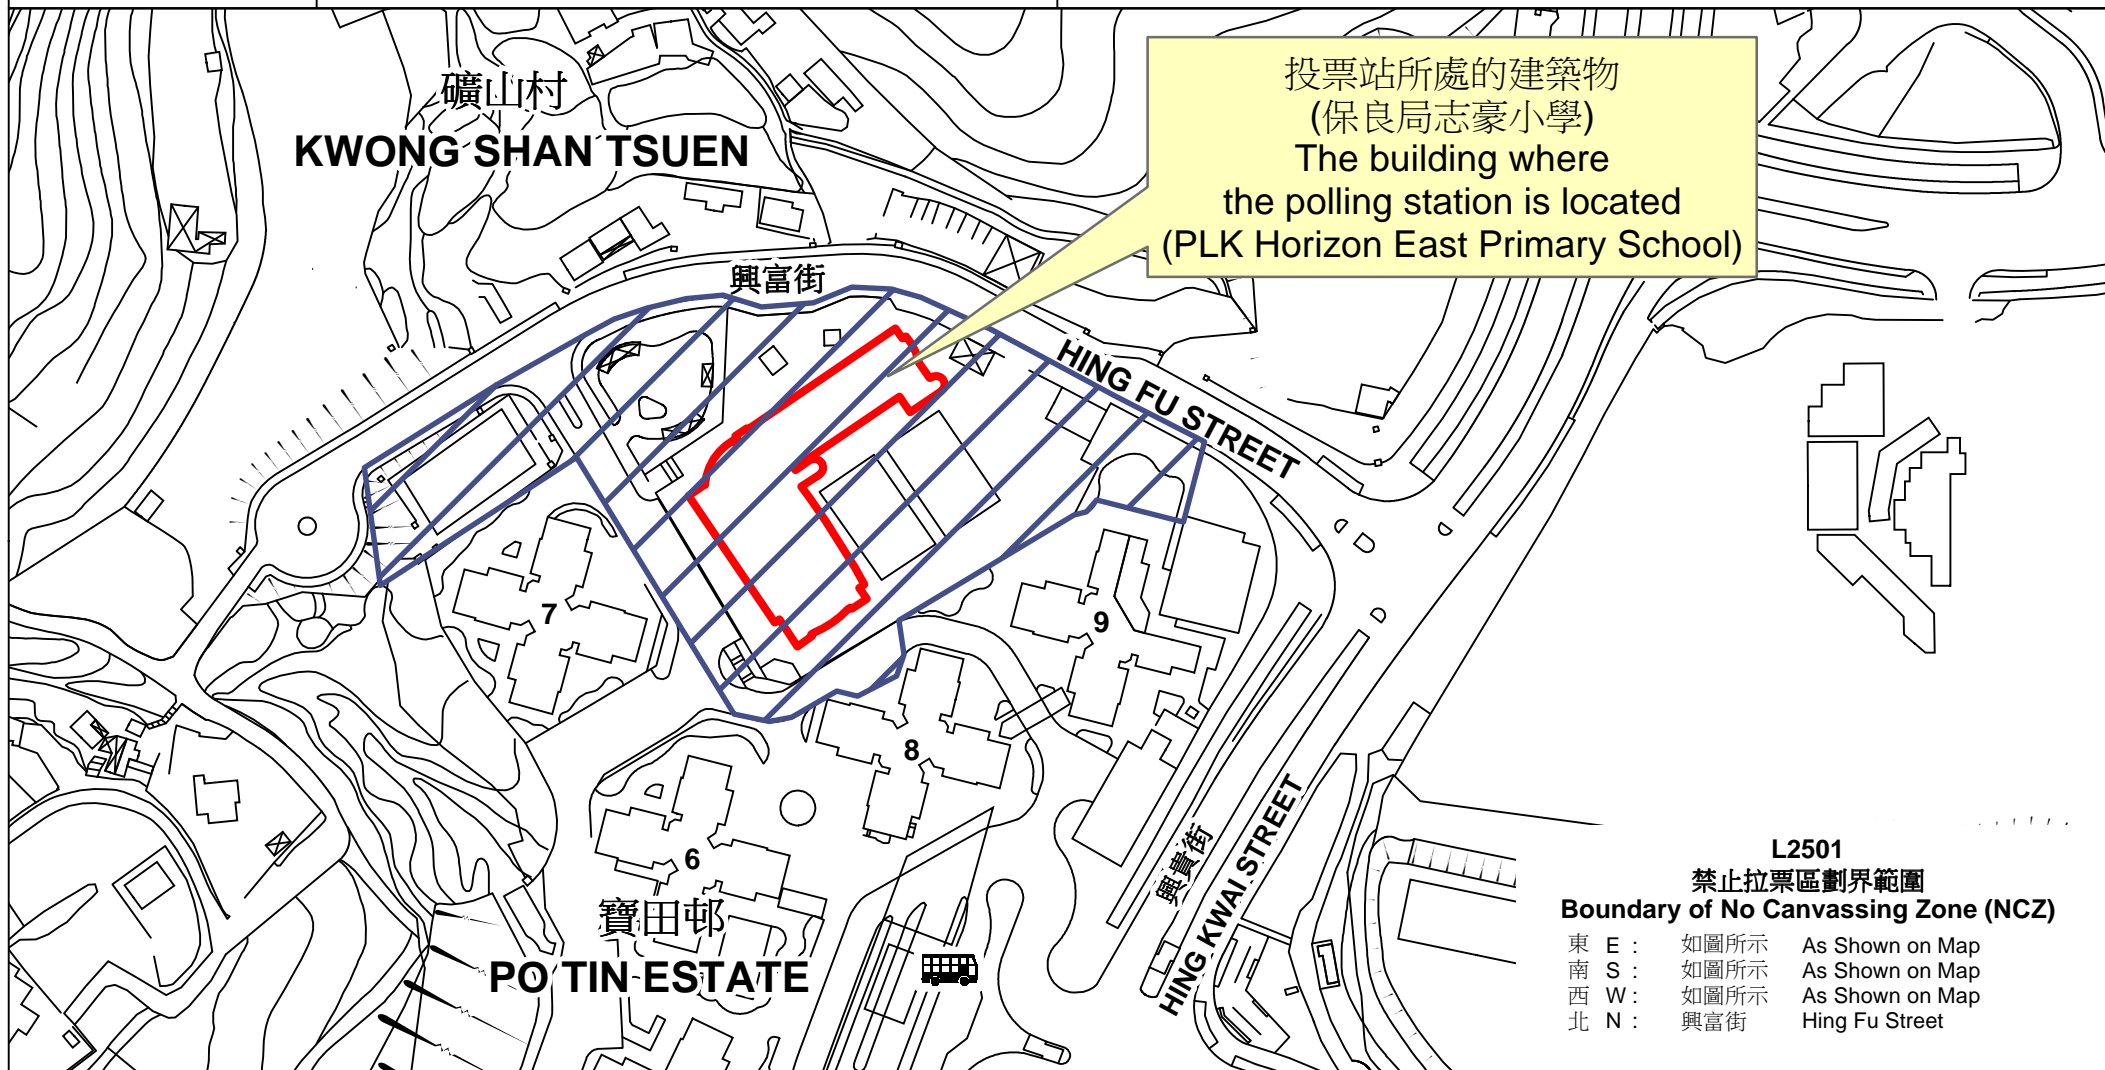 投票站所處的建築物
(保良局志豪小學)
The building where
the polling station is located
(PLK Horizon East Primary School)
礦山村
KWONG SHAN TSUEN
興富街
HING FU STREET
7
9
8
6
寶田邨
PO TIN ESTATE
興貴街
HING KWAI STREET
L2501
禁止拉票區劃界範圍
Boundary of No Canvassing Zone (NCZ)
東 E : 如圖所示 As Shown on Map
南 S : 如圖所示 As Shown on Map
西 W : 如圖所示 As Shown on Map
北 N : 興富街 Hing Fu Street